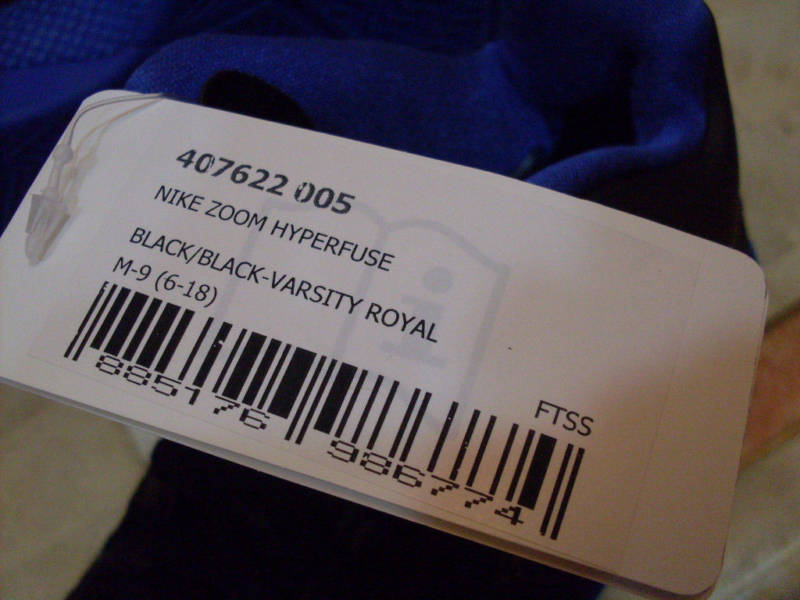 407622 005
NIKE ZOOM HYPERFUSE
BLACK/BLACK-VARSITY ROYAL
M-9 (6-18)
FTSS
885176 986774